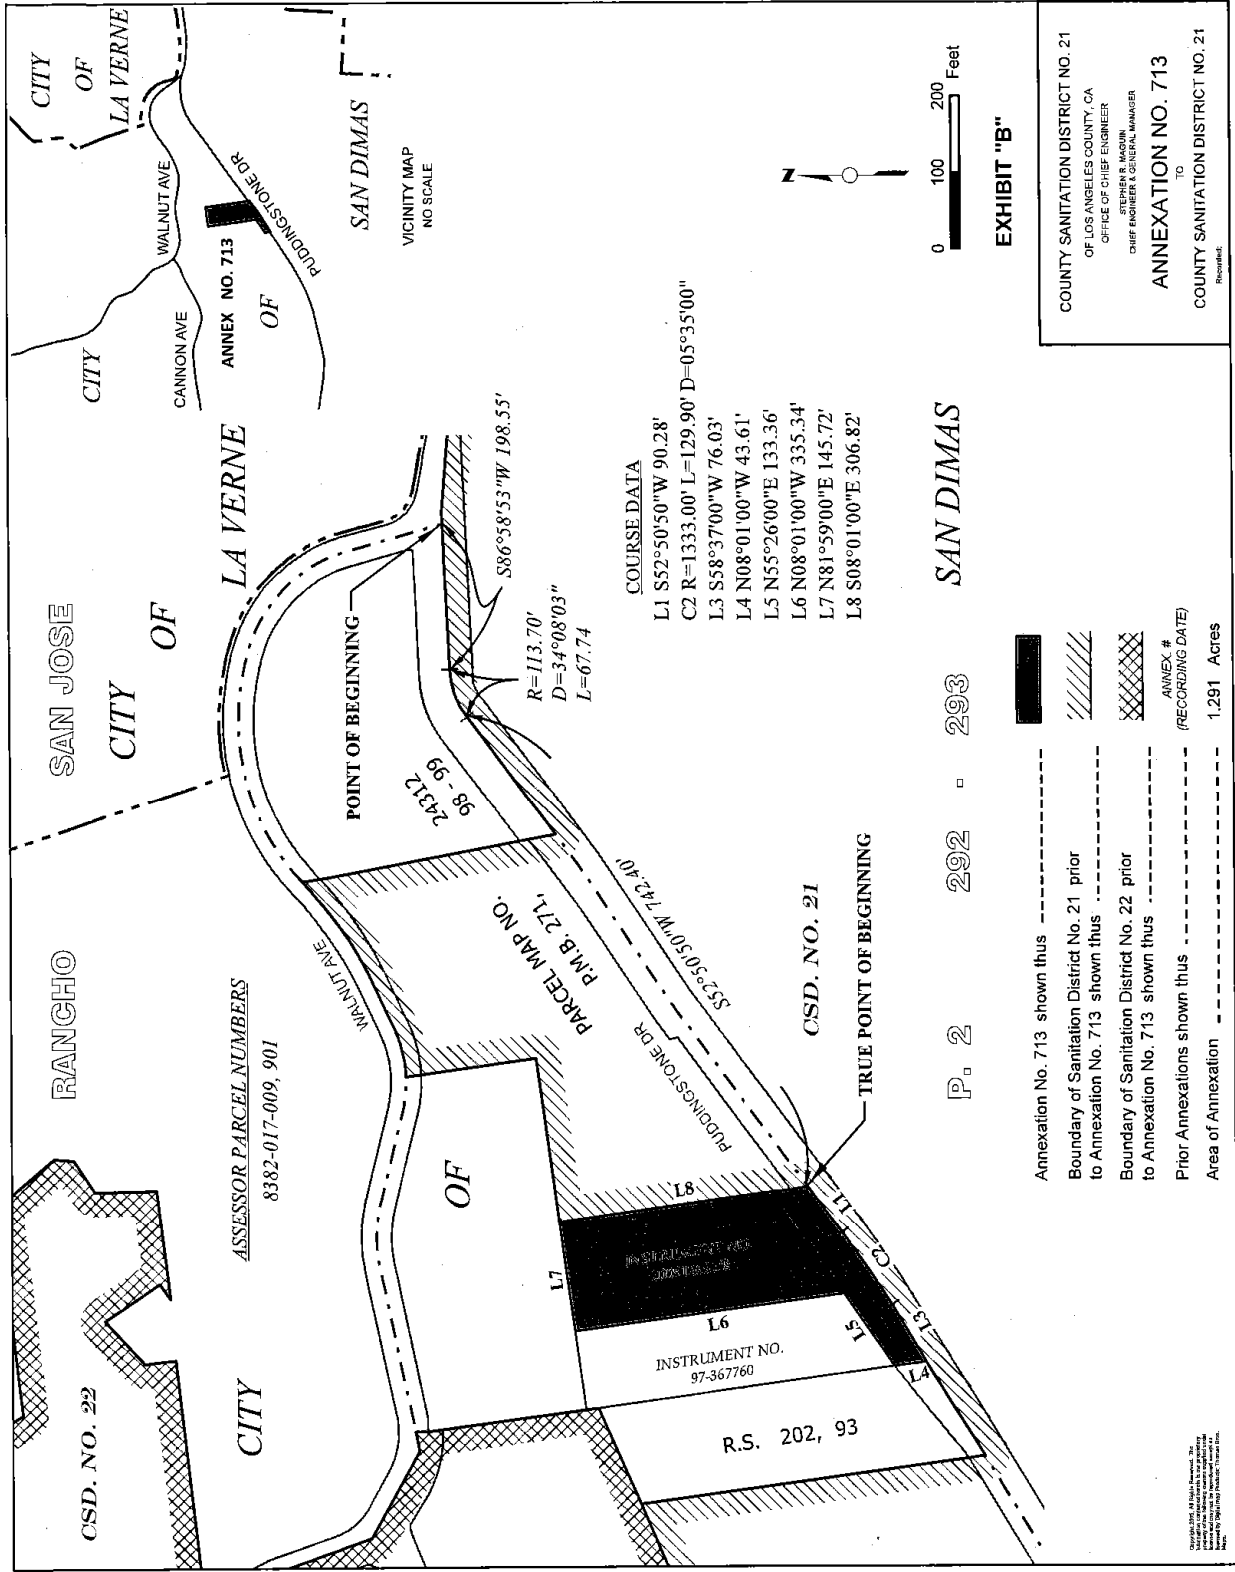 RANCHO SAN JOSE
CSD. NO. 22
CITY OF LA VERNE
CITY OF SAN DIMAS
ASSESSOR PARCEL NUMBERS
8382-017-009, 901
WALNUT AVE
POINT OF BEGINNING
24312
98 - 99
PARCEL MAP NO.
P.M.B. 271,
PUDDINGSTONE DR
S52°50'50"W 742.40'
S86°58'53"W 198.55'
R=113.70'
D=34°08'03"
L=67.74
CSD. NO. 21
TRUE POINT OF BEGINNING
L7
L8
L6
L5
L4
L1
C2
L3
INSTRUMENT NO.
97-367760
R.S. 202, 93
P. 2 292 - 293
CITY
OF
LA VERNE
WALNUT AVE
CANNON AVE
PUDDINGSTONE DR
ANNEX NO. 713
CITY
OF
SAN DIMAS
VICINITY MAP
NO SCALE
COURSE DATA
L1 S52°50'50"W 90.28'
C2 R=1333.00' L=129.90' D=05°35'00"
L3 S58°37'00"W 76.03'
L4 N08°01'00"W 43.61'
L5 N55°26'00"E 133.36'
L6 N08°01'00"W 335.34'
L7 N81°59'00"E 145.72'
L8 S08°01'00"E 306.82'
N
0 100 200
Feet
EXHIBIT "B"
Annexation No. 713 shown thus
Boundary of Sanitation District No. 21 prior
to Annexation No. 713 shown thus
Boundary of Sanitation District No. 22 prior
to Annexation No. 713 shown thus
Prior Annexations shown thus
ANNEX. #
(RECORDING DATE)
Area of Annexation 1.291 Acres
COUNTY SANITATION DISTRICT NO. 21
OF LOS ANGELES COUNTY, CA
OFFICE OF CHIEF ENGINEER
STEPHEN R. MAGUIN
CHIEF ENGINEER & GENERAL MANAGER
ANNEXATION NO. 713
TO
COUNTY SANITATION DISTRICT NO. 21
Recorded: